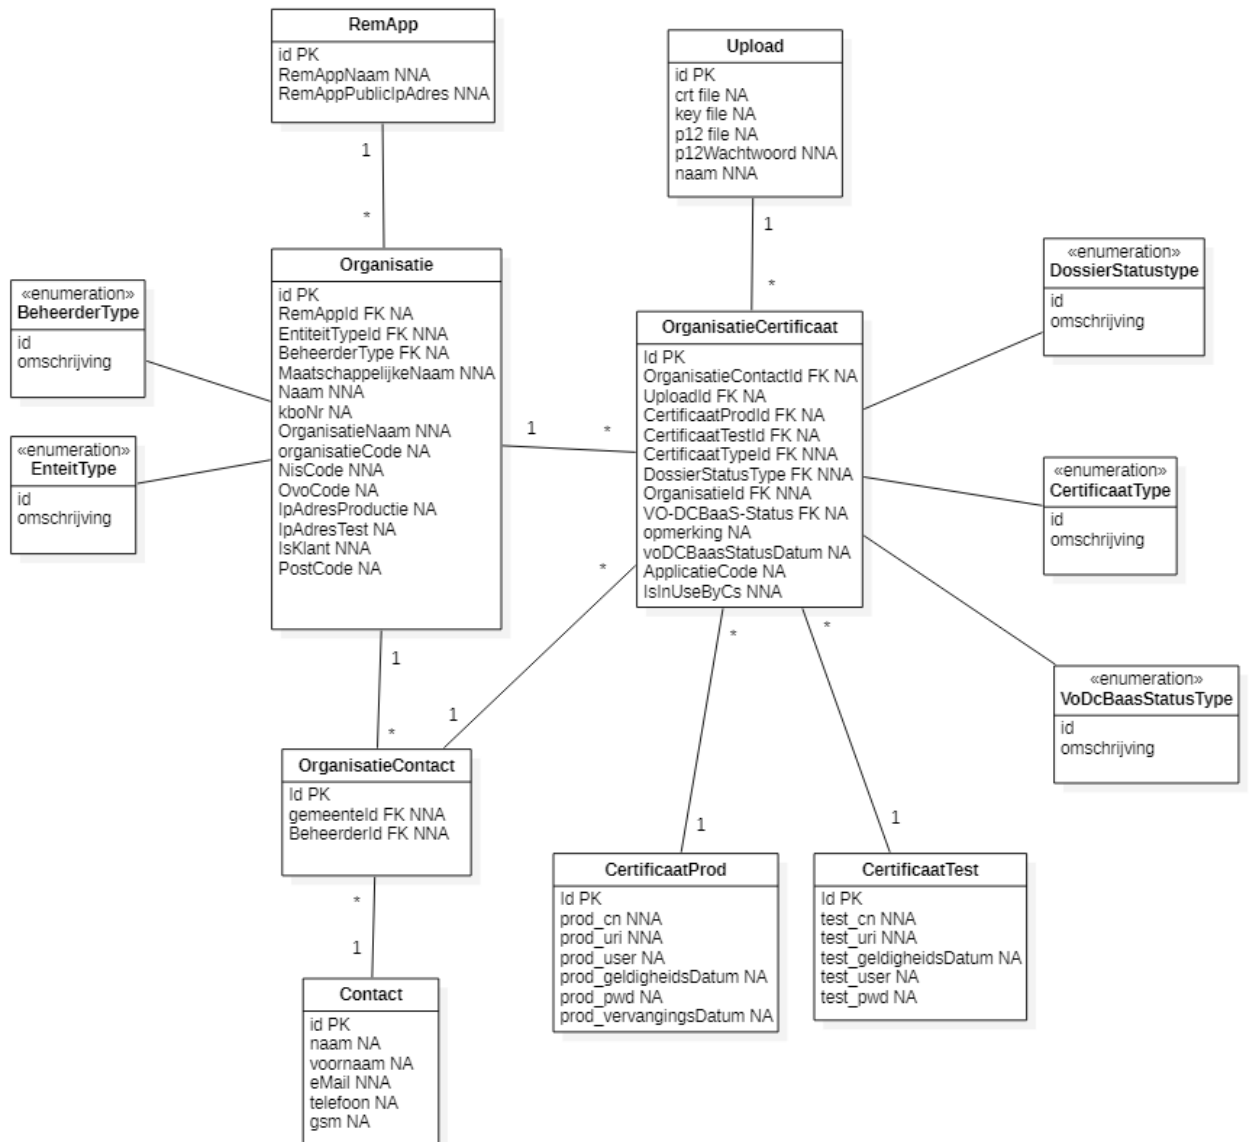 RemApp
id PK
RemAppNaam NNA
RemAppPublicIpAdres NNA
Upload
id PK
crt file NA
key file NA
p12 file NA
p12Wachtwoord NNA
naam NNA
1
*
1
*
«enumeration»
BeheerderType
id
omschrijving
«enumeration»
EnteitType
id
omschrijving
Organisatie
id PK
RemAppId FK NA
EntiteitTypeId FK NNA
BeheerderType FK NA
MaatschappelijkeNaam NNA
Naam NNA
kboNr NA
OrganisatieNaam NNA
organisatieCode NA
NisCode NNA
OvoCode NA
IpAdresProductie NA
IpAdresTest NA
IsKlant NNA
PostCode NA
1
*
OrganisatieCertificaat
Id PK
OrganisatieContactId FK NA
UploadId FK NA
CertificaatProdId FK NA
CertificaatTestId FK NA
CertificaatTypeId FK NNA
DossierStatusType FK NNA
OrganisatieId FK NNA
VO-DCBaaS-Status FK NA
opmerking NA
voDCBaasStatusDatum NA
ApplicatieCode NA
IsInUseByCs NNA
«enumeration»
DossierStatustype
id
omschrijving
«enumeration»
CertificaatType
id
omschrijving
«enumeration»
VoDcBaasStatusType
id
omschrijving
*
1
1
*
*
*
1
1
OrganisatieContact
Id PK
gemeenteId FK NNA
BeheerderId FK NNA
*
1
Contact
id PK
naam NA
voornaam NA
eMail NNA
telefoon NA
gsm NA
CertificaatProd
Id PK
prod_cn NNA
prod_uri NNA
prod_user NA
prod_geldigheidsDatum NA
prod_pwd NA
prod_vervangingsDatum NA
CertificaatTest
Id PK
test_cn NNA
test_uri NNA
test_geldigheidsDatum NA
test_user NA
test_pwd NA